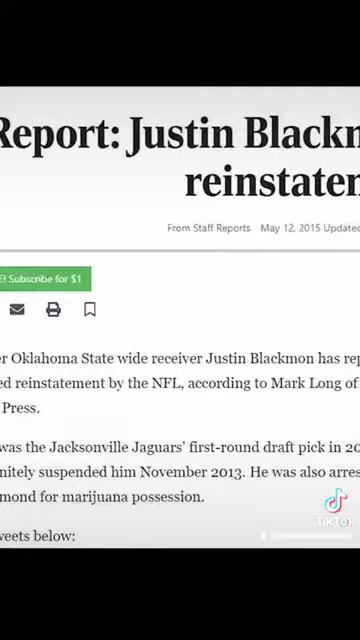 Report: Justin Blackm
reinstatem
From Staff Reports May 12, 2015 Updated
E! Subscribe for $1
er Oklahoma State wide receiver Justin Blackmon has rep
ed reinstatement by the NFL, according to Mark Long of
Press.
was the Jacksonville Jaguars' first-round draft pick in 20
nitely suspended him November 2013. He was also arres
mond for marijuana possession.
weets below:
TikTok